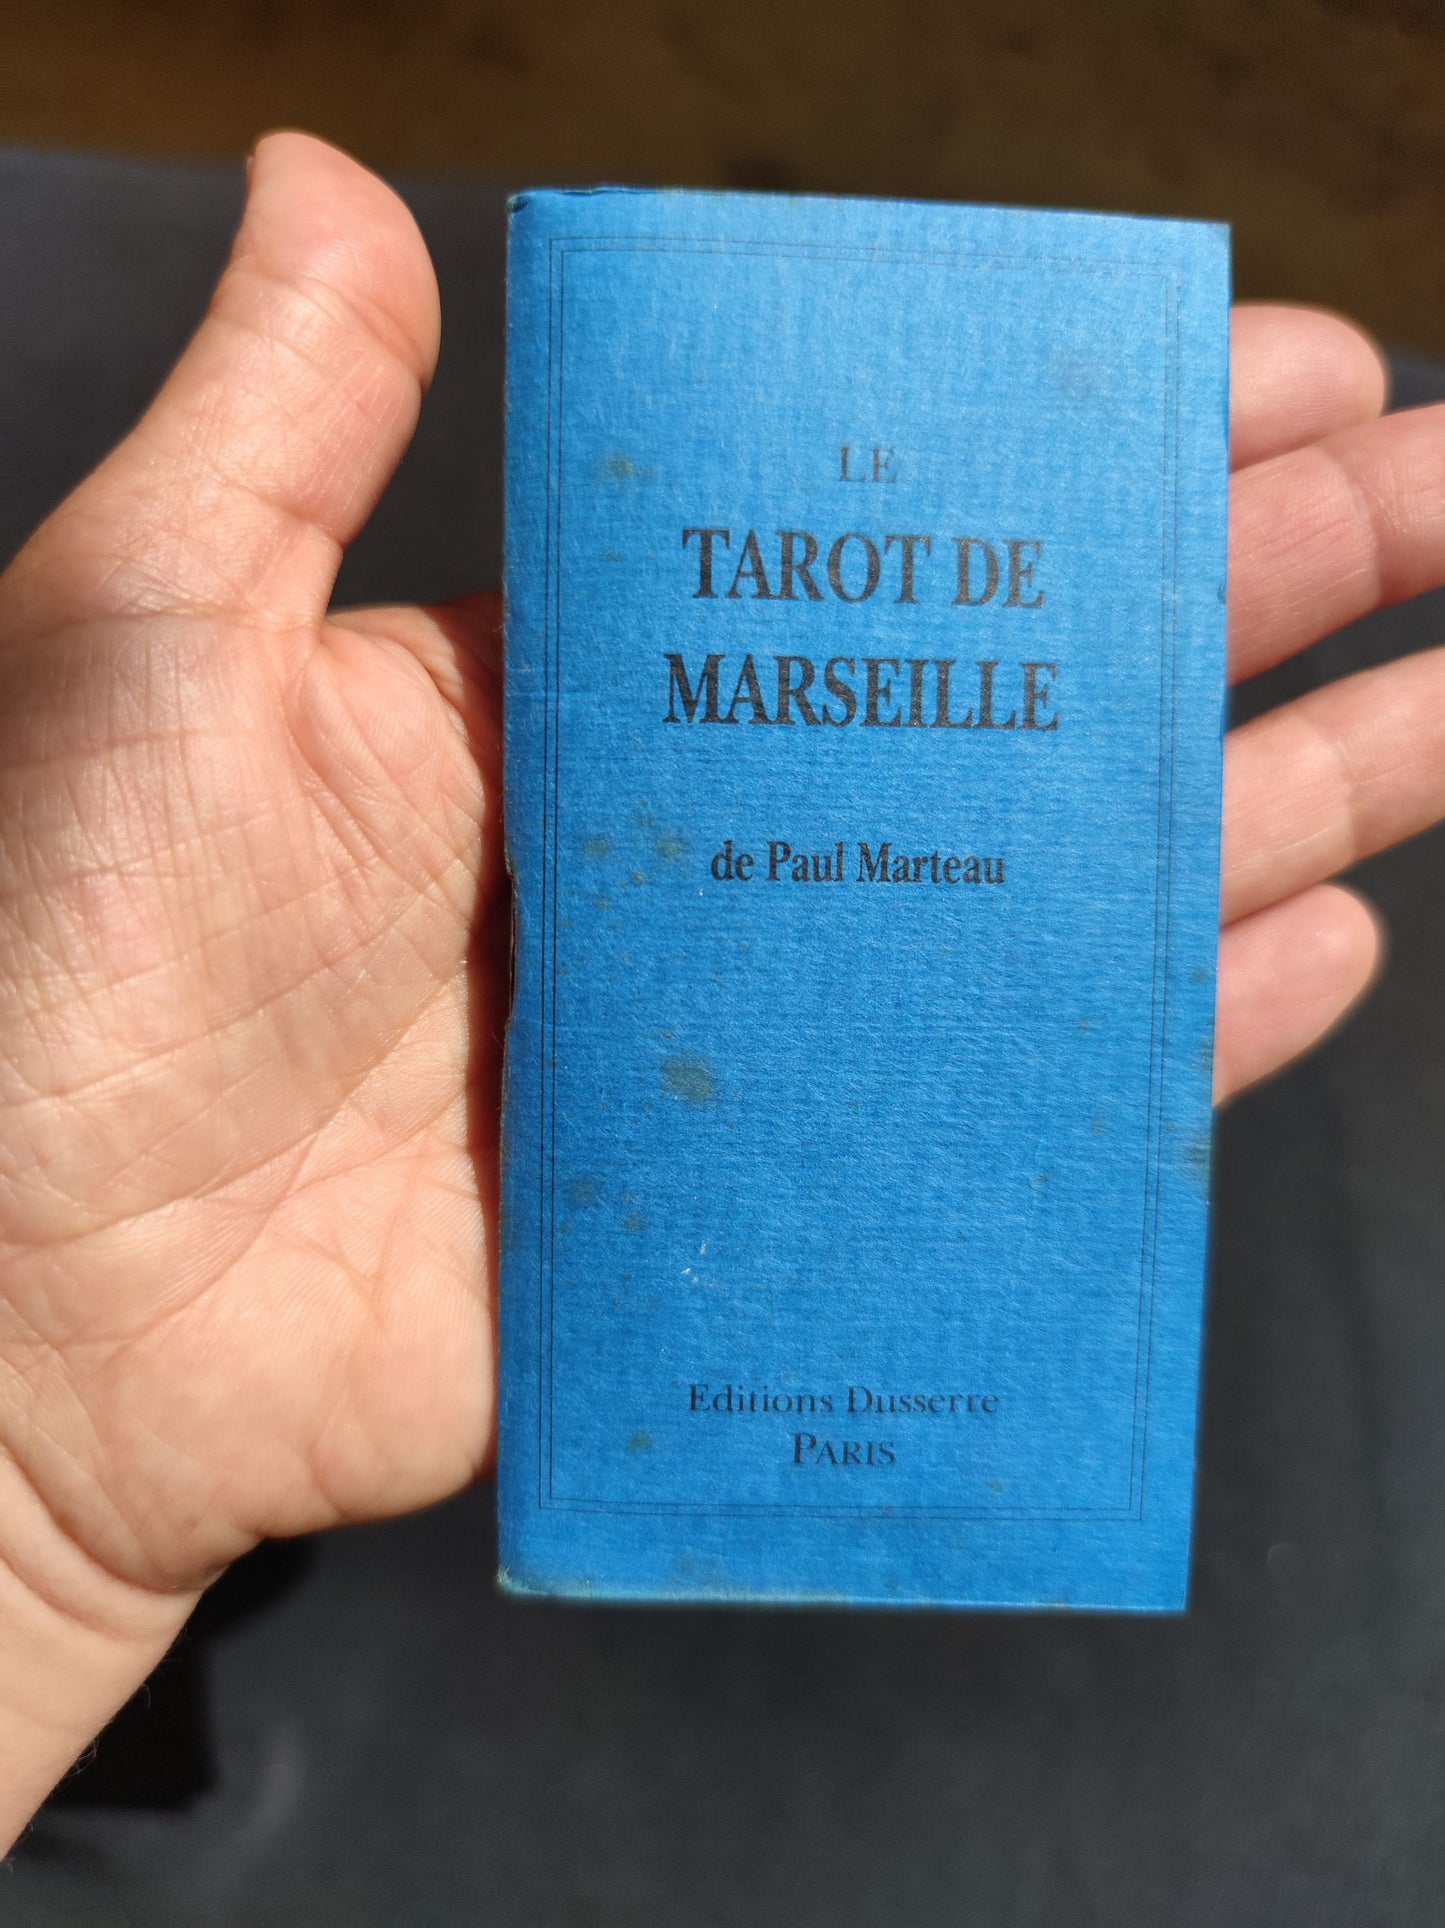 LE
TAROT DE
MARSEILLE
de Paul Marteau
Editions Dusserre
PARIS